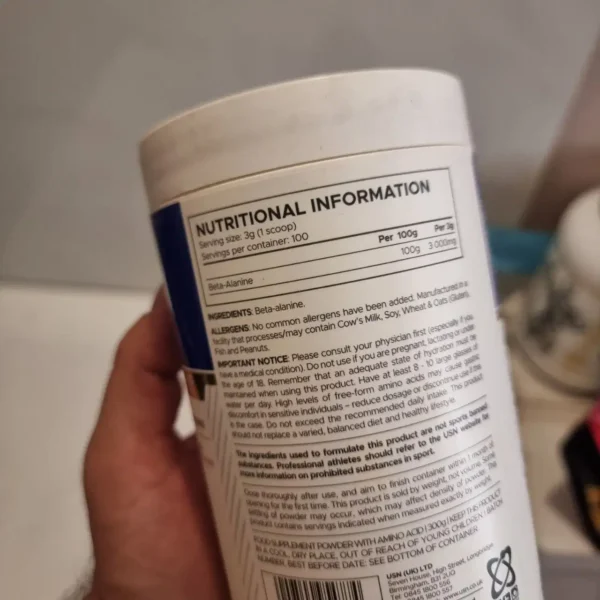 NUTRITIONAL INFORMATION
Serving size: 3g (1 scoop)
Servings per container: 100
Per 100g Per 3g
Beta-Alanine 100g 3 000mg
INGREDIENTS: Beta-alanine.
ALLERGENS: No common allergens have been added. Manufactured in a
facility that processes/may contain Cow's Milk, Soy, Wheat & Oats (Gluten),
Fish and Peanuts.
IMPORTANT NOTICE: Please consult your physician first (especially if you
have a medical condition). Do not use if you are pregnant, lactating or under
the age of 18. Remember that an adequate state of hydration must be
maintained when using this product. Have at least 8 - 10 large glasses of
water per day. High levels of free-form amino acids may cause gastric
discomfort in sensitive individuals – reduce dosage or discontinue use if this
is the case. Do not exceed the recommended daily intake. This product
should not replace a varied, balanced diet and healthy lifestyle.
The ingredients used to formulate this product are not sports banned
substances. Professional athletes should refer to the USN website for
information on prohibited substances in sport.
Close thoroughly after use, and aim to finish container within 1 month of
opening for the first time. This product is sold by weight, not volume. Some
settling of powder may occur, which may affect density of powder. The
product contains servings indicated when measured exactly by weight.
FOOD SUPPLEMENT POWDER WITH AMINO ACID | 300g | KEEP THIS PRODUCT
IN A COOL, DRY PLACE, OUT OF REACH OF YOUNG CHILDREN | BATCH
BEST BEFORE DATE: SEE BOTTOM OF CONTAINER.
USN (UK) LTD
Seven House, High Street, Longbridge
Birmingham, B31 2UQ
Tel: 0845 1800 556